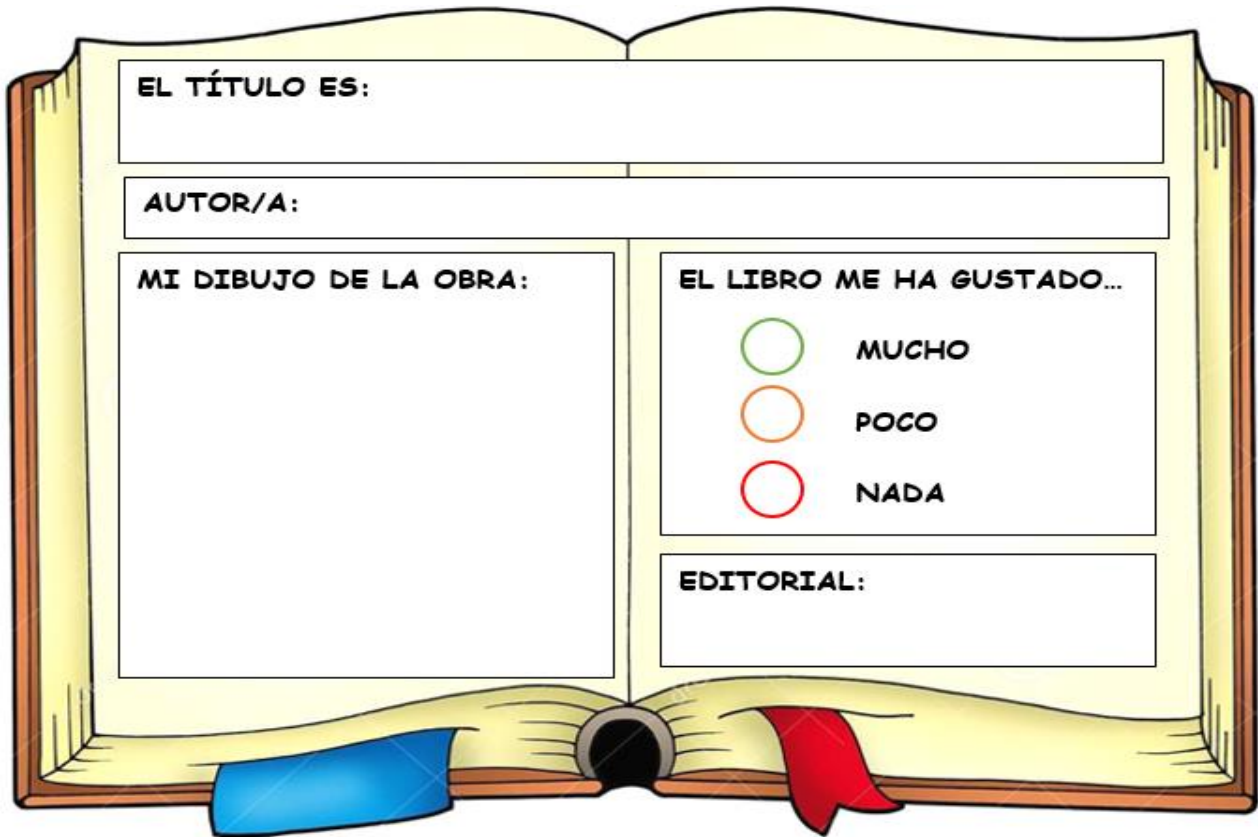 EL TÍTULO ES:
AUTOR/A:
MI DIBUJO DE LA OBRA:
EL LIBRO ME HA GUSTADO...
MUCHO
POCO
NADA
EDITORIAL: